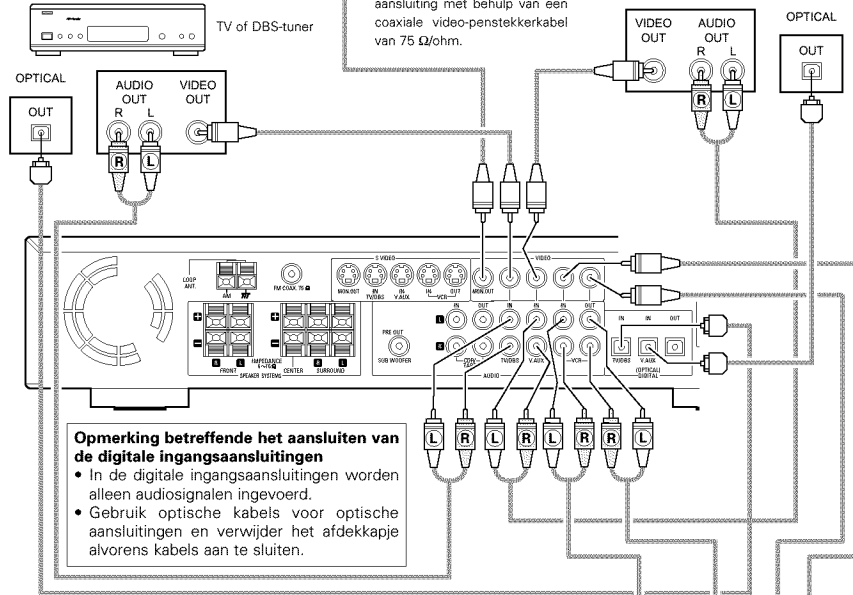 aansluiting met behulp van een
coaxiale video-penstekkerkabel
van 75 Ω/ohm.
TV of DBS-tuner
OPTICAL
OUT
AUDIO
OUT
R L
VIDEO
OUT
R L
VIDEO
OUT
AUDIO
OUT
R L
OPTICAL
OUT
R L
LOOP
ANT.
AM
FM COAX. 75 Ω
S VIDEO
MON.OUT
IN
TV/DBS
IN
V.AUX
IN
OUT
VCR
VIDEO
MON.OUT
L
R
IN
OUT
IN
IN
IN
OUT
PRE OUT
SUB WOOFER
CDR/
TAPE
TV/DBS
V.AUX
VCR
AUDIO
IN
IN
OUT
TV/DBS
V.AUX
(OPTICAL)
DIGITAL
+
−
R L
FRONT
IMPEDANCE
6~16Ω
CENTER
R L
SURROUND
SPEAKER SYSTEMS
L R L R L R R L
Opmerking betreffende het aansluiten van
de digitale ingangsaansluitingen
• In de digitale ingangsaansluitingen worden
alleen audiosignalen ingevoerd.
• Gebruik optische kabels voor optische
aansluitingen en verwijder het afdekkapje
alvorens kabels aan te sluiten.